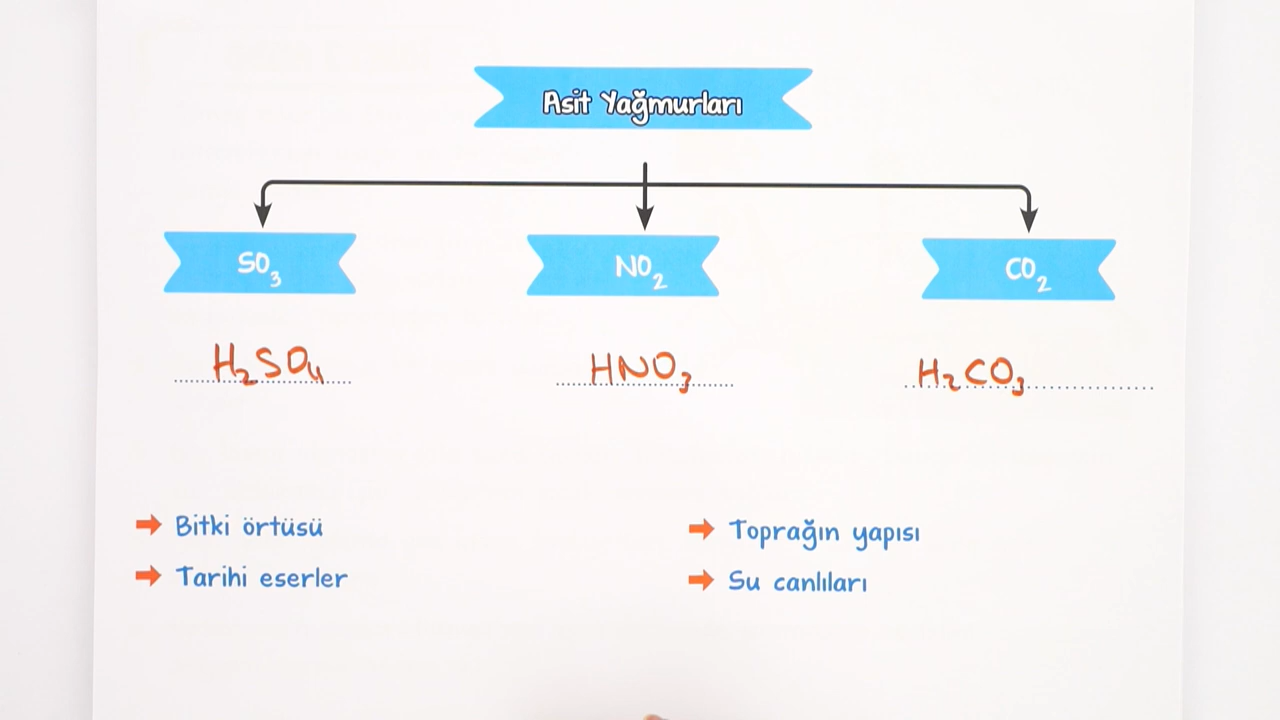 Asit Yağmurları
SO₃
NO₂
CO₂
H₂SO₄
HNO₃
H₂CO₃
Bitki örtüsü
Toprağın yapısı
Tarihi eserler
Su canlıları